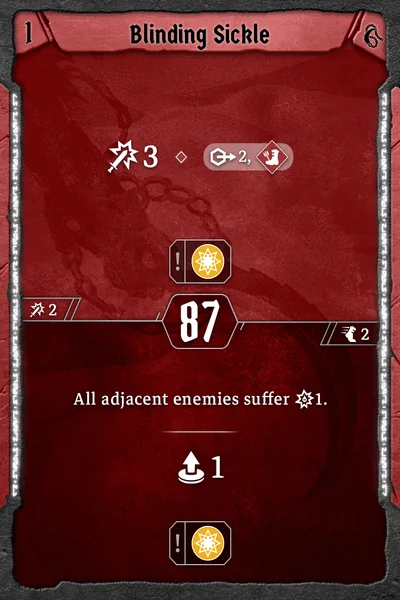 1 Blinding Sickle
3 2,
!
2 87 2
All adjacent enemies suffer 1.
1
!